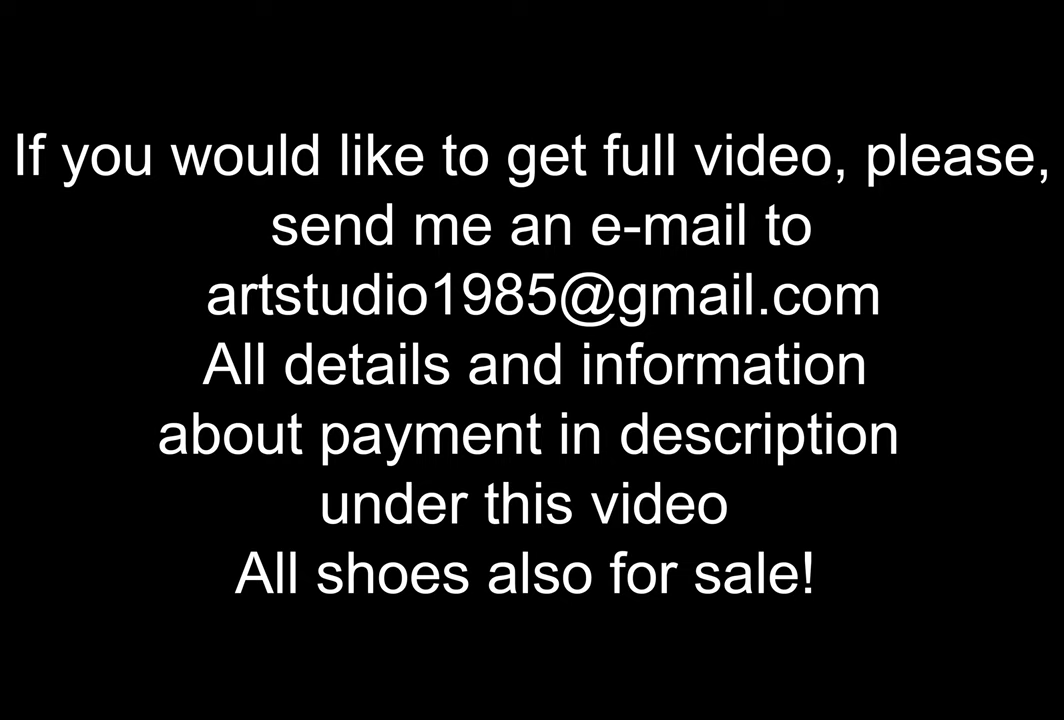 If you would like to get full video, please,
send me an e-mail to
artstudio1985@gmail.com
All details and information
about payment in description
under this video
All shoes also for sale!